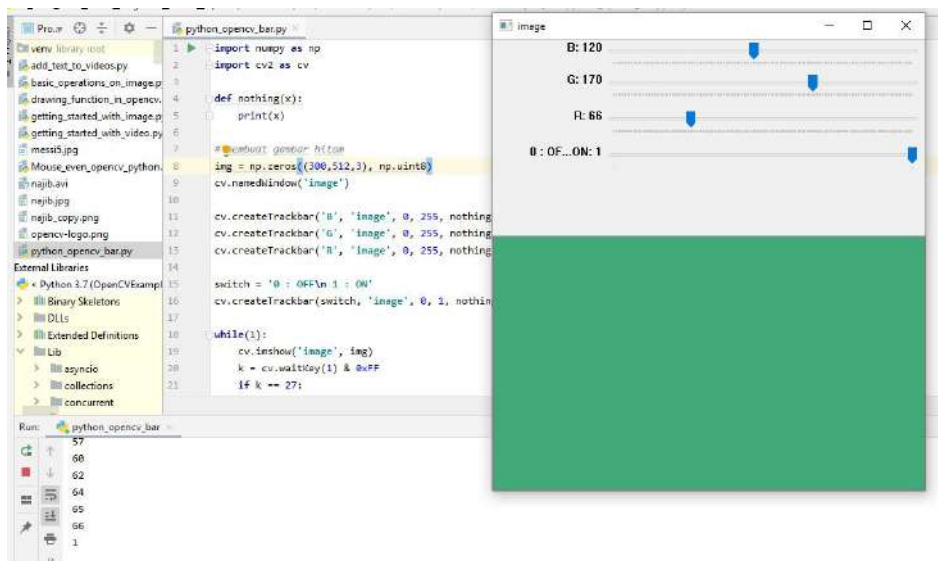 Pro
python_opencv_bar.py
venv library root
add_text_to_videos.py
basic_operations_on_image.p
drawing_function_in_opencv.
getting_started_with_image.p
getting_started_with_video.py
messi5.jpg
Mouse_even_opencv_python.
najib.avi
najib.jpg
najib_copy.png
opencv-logo.png
python_opencv_bar.py
External Libraries
< Python 3.7 (OpenCVExampl
Binary Skeletons
DLLs
Extended Definitions
Lib
asyncio
collections
concurrent
1 import numpy as np
2 import cv2 as cv
3
4 def nothing(x):
5 print(x)
6
7 gambar hitam
8 img = np.zeros((300,512,3), np.uint8)
9 cv.namedWindow('image')
10
11 cv.createTrackbar('B', 'image', 0, 255, nothing
12 cv.createTrackbar('G', 'image', 0, 255, nothing
13 cv.createTrackbar('R', 'image', 0, 255, nothing
14
15 switch = '0 : OFF\n 1 : ON'
16 cv.createTrackbar(switch, 'image', 0, 1, nothin
17
18 while(1):
19 cv.imshow('image', img)
20 k = cv.waitKey(1) & 0xFF
21 if k == 27:
image
B: 120
G: 170
R: 66
0 : OF...ON: 1
Run: python_opencv_bar
57
60
62
64
65
66
1